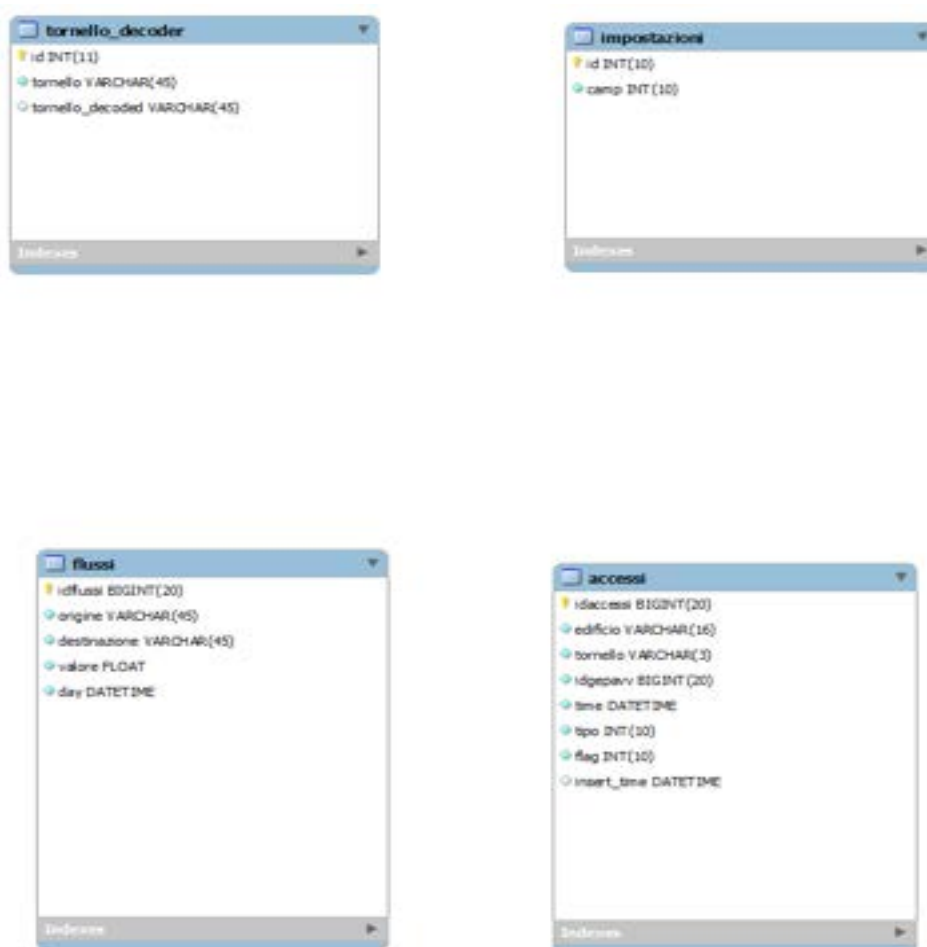 tornello_decoder
id INT(11)
tornello VARCHAR(45)
tornello_decoded VARCHAR(45)
Indexes
impostazioni
id INT(10)
camp INT(10)
Indexes
flussi
idflussi BIGINT(20)
origine VARCHAR(45)
destinazione VARCHAR(45)
valore FLOAT
day DATETIME
Indexes
accessi
idaccessi BIGINT(20)
edificio VARCHAR(16)
tornello VARCHAR(3)
idgepavv BIGINT(20)
time DATETIME
tipo INT(10)
flag INT(10)
insert_time DATETIME
Indexes